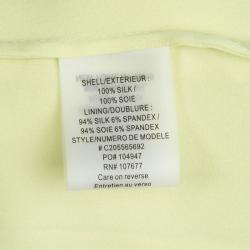 SHELL/EXTÉRIEUR :
100% SILK /
100% SOIE
LINING/DOUBLURE :
94% SILK 6% SPANDEX /
94% SOIE 6% SPANDEX
STYLE/NUMERO DE MODELE
# C205565692
PO# 104947
RN# 107677
Care on reverse
Entretien au verso